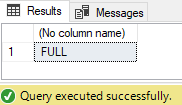 Results Messages
(No column name)
1 FULL
Query executed successfully.